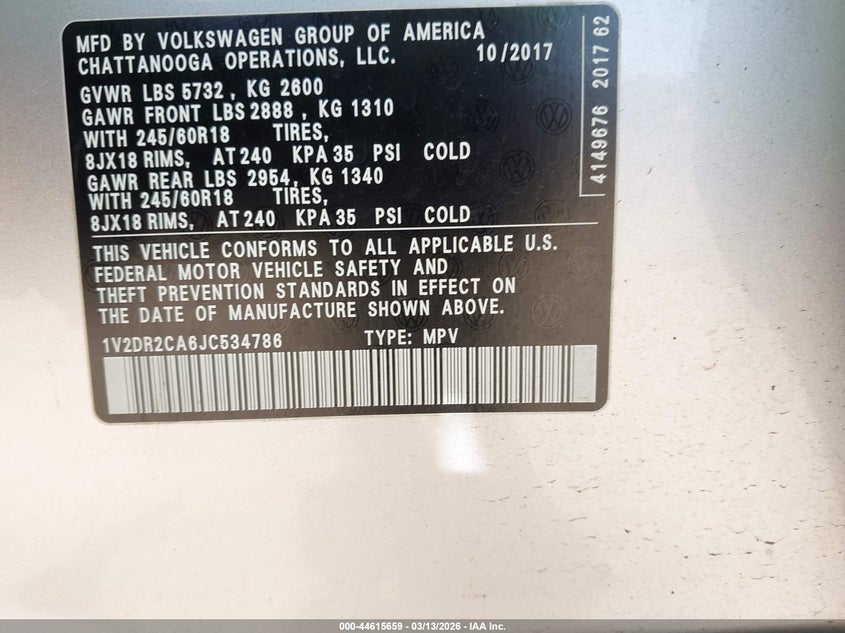 MFD BY VOLKSWAGEN GROUP OF AMERICA
CHATTANOOGA OPERATIONS, LLC. 10/2017
GVWR LBS 5732 , KG 2600
GAWR FRONT LBS 2888 , KG 1310
WITH 245/60R18 TIRES,
8JX18 RIMS, AT 240 KPA 35 PSI COLD
GAWR REAR LBS 2954, KG 1340
WITH 245/60R18 TIRES,
8JX18 RIMS, AT 240 KPA 35 PSI COLD
4149676 2017 62
THIS VEHICLE CONFORMS TO ALL APPLICABLE U.S.
FEDERAL MOTOR VEHICLE SAFETY AND
THEFT PREVENTION STANDARDS IN EFFECT ON
THE DATE OF MANUFACTURE SHOWN ABOVE.
1V2DR2CA6JC534786 TYPE: MPV
000-44615659 - 03/13/2026 - IAA Inc.